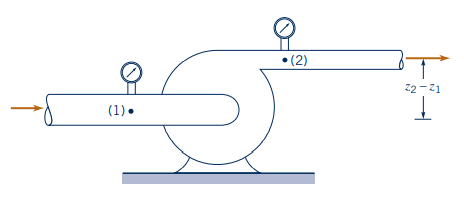 (2)
z₂ – z₁
(1)